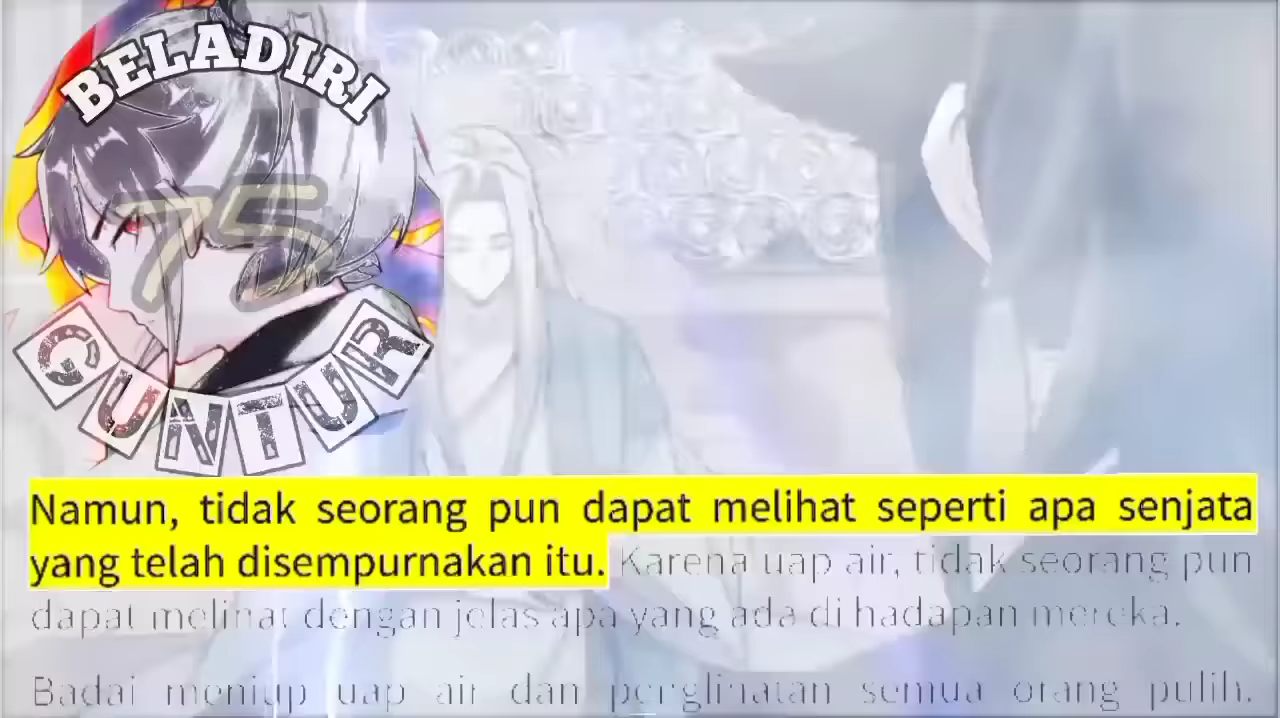 BELADIRI
75
GUNTUR
Namun, tidak seorang pun dapat melihat seperti apa senjata
yang telah disempurnakan itu. Karena uap air, tidak seorang pun
dapat melihat dengan jelas apa yang ada di hadapan mereka.
Badai meniup uap air dan penglihatan semua orang pulih.